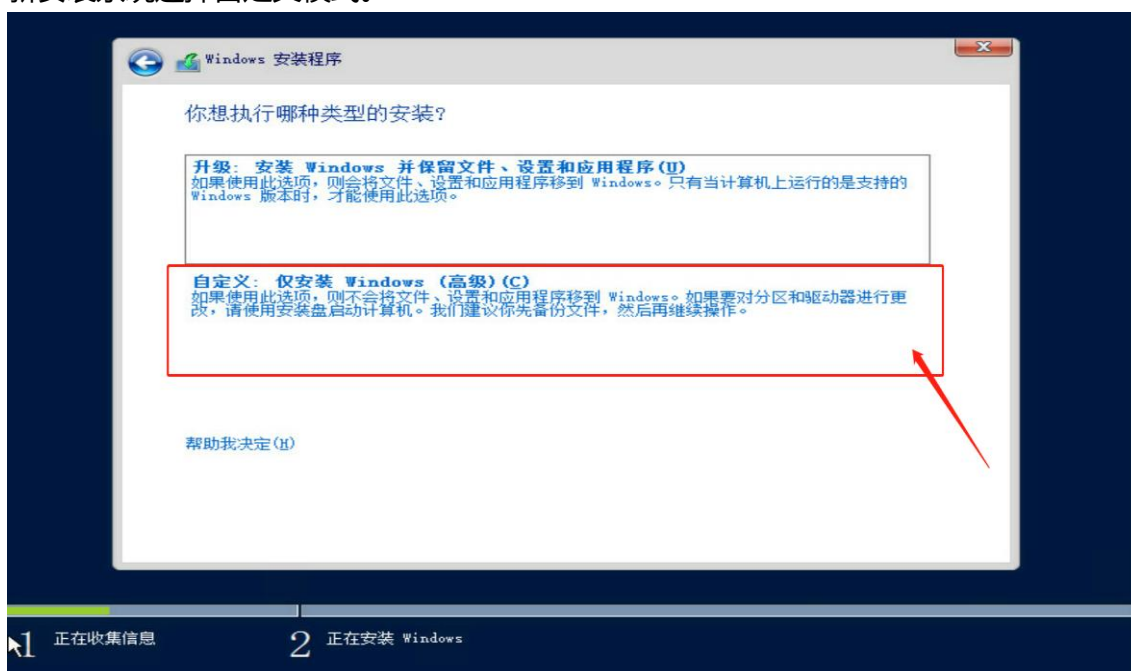 Windows 安装程序
你想执行哪种类型的安装?
升级: 安装 Windows 并保留文件、设置和应用程序(U)
如果使用此选项，则会将文件、设置和应用程序移到 Windows。只有当计算机上运行的是支持的
Windows 版本时，才能使用此选项。
自定义: 仅安装 Windows (高级)(C)
如果使用此选项，则不会将文件、设置和应用程序移到 Windows。如果要对分区和驱动器进行更
改，请使用安装盘启动计算机。我们建议你先备份文件，然后再继续操作。
帮助我决定(H)
1 正在收集信息
2 正在安装 Windows